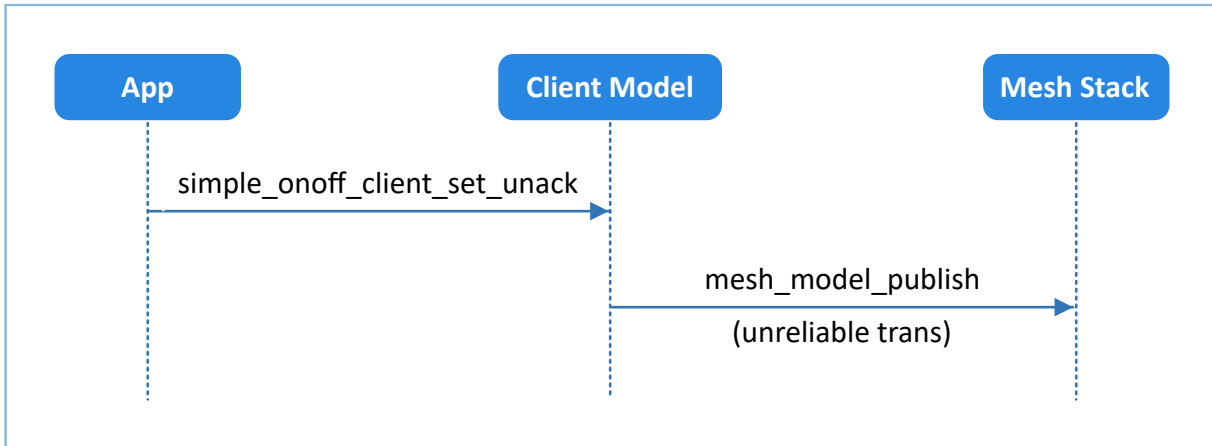 App
Client Model
Mesh Stack
simple_onoff_client_set_unack
mesh_model_publish
(unreliable trans)